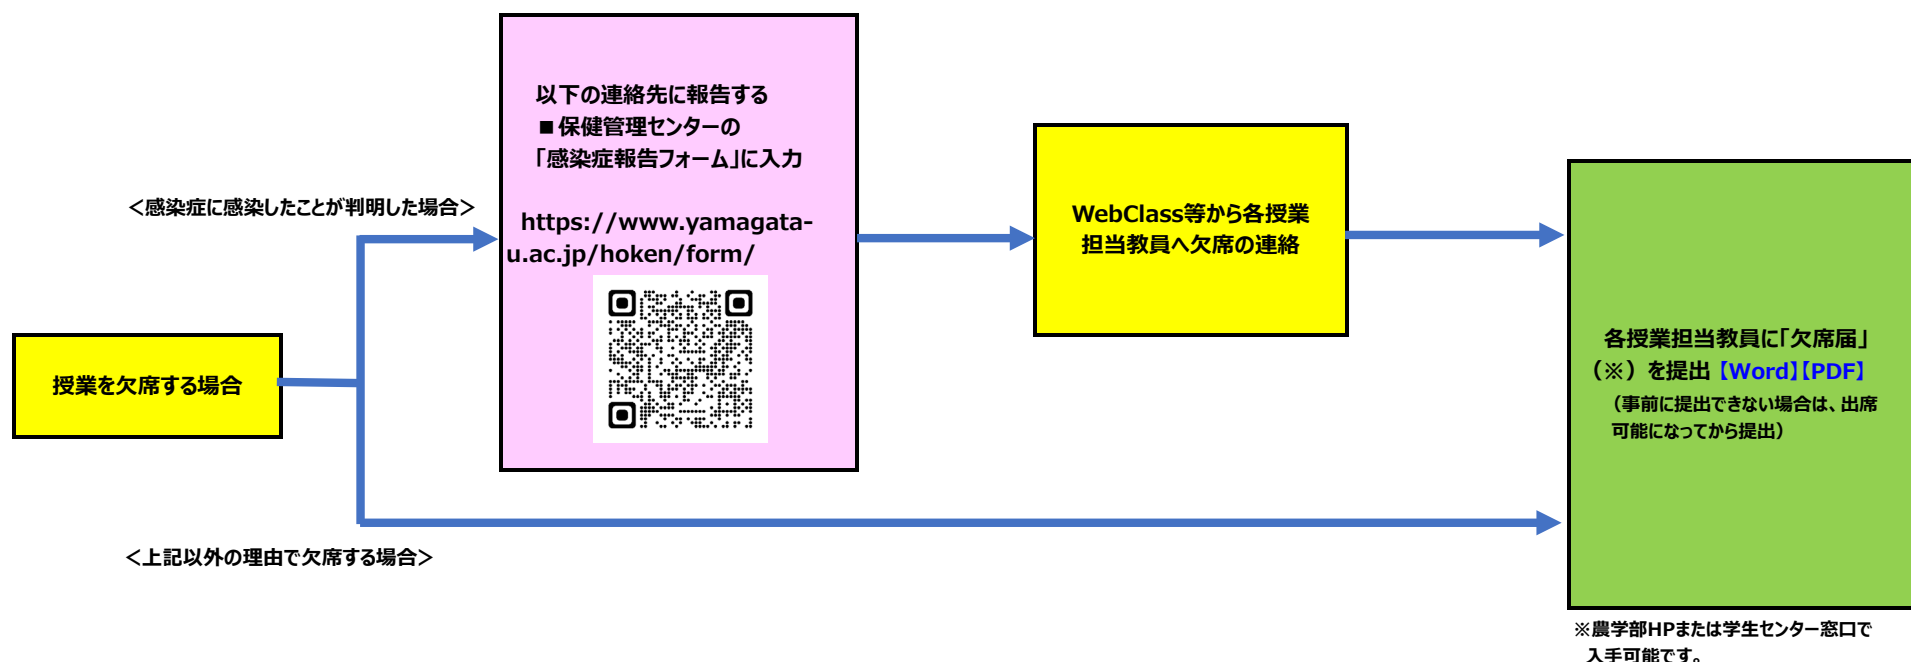 以下の連絡先に報告する
■保健管理センターの
「感染症報告フォーム」に入力
https://www.yamagata-
u.ac.jp/hoken/form/
＜感染症に感染したことが判明した場合＞
WebClass等から各授業
担当教員へ欠席の連絡
授業を欠席する場合
各授業担当教員に「欠席届」
（※）を提出【Word】【PDF】
（事前に提出できない場合は、出席
可能になってから提出）
＜上記以外の理由で欠席する場合＞
※農学部HPまたは学生センター窓口で
入手可能です。